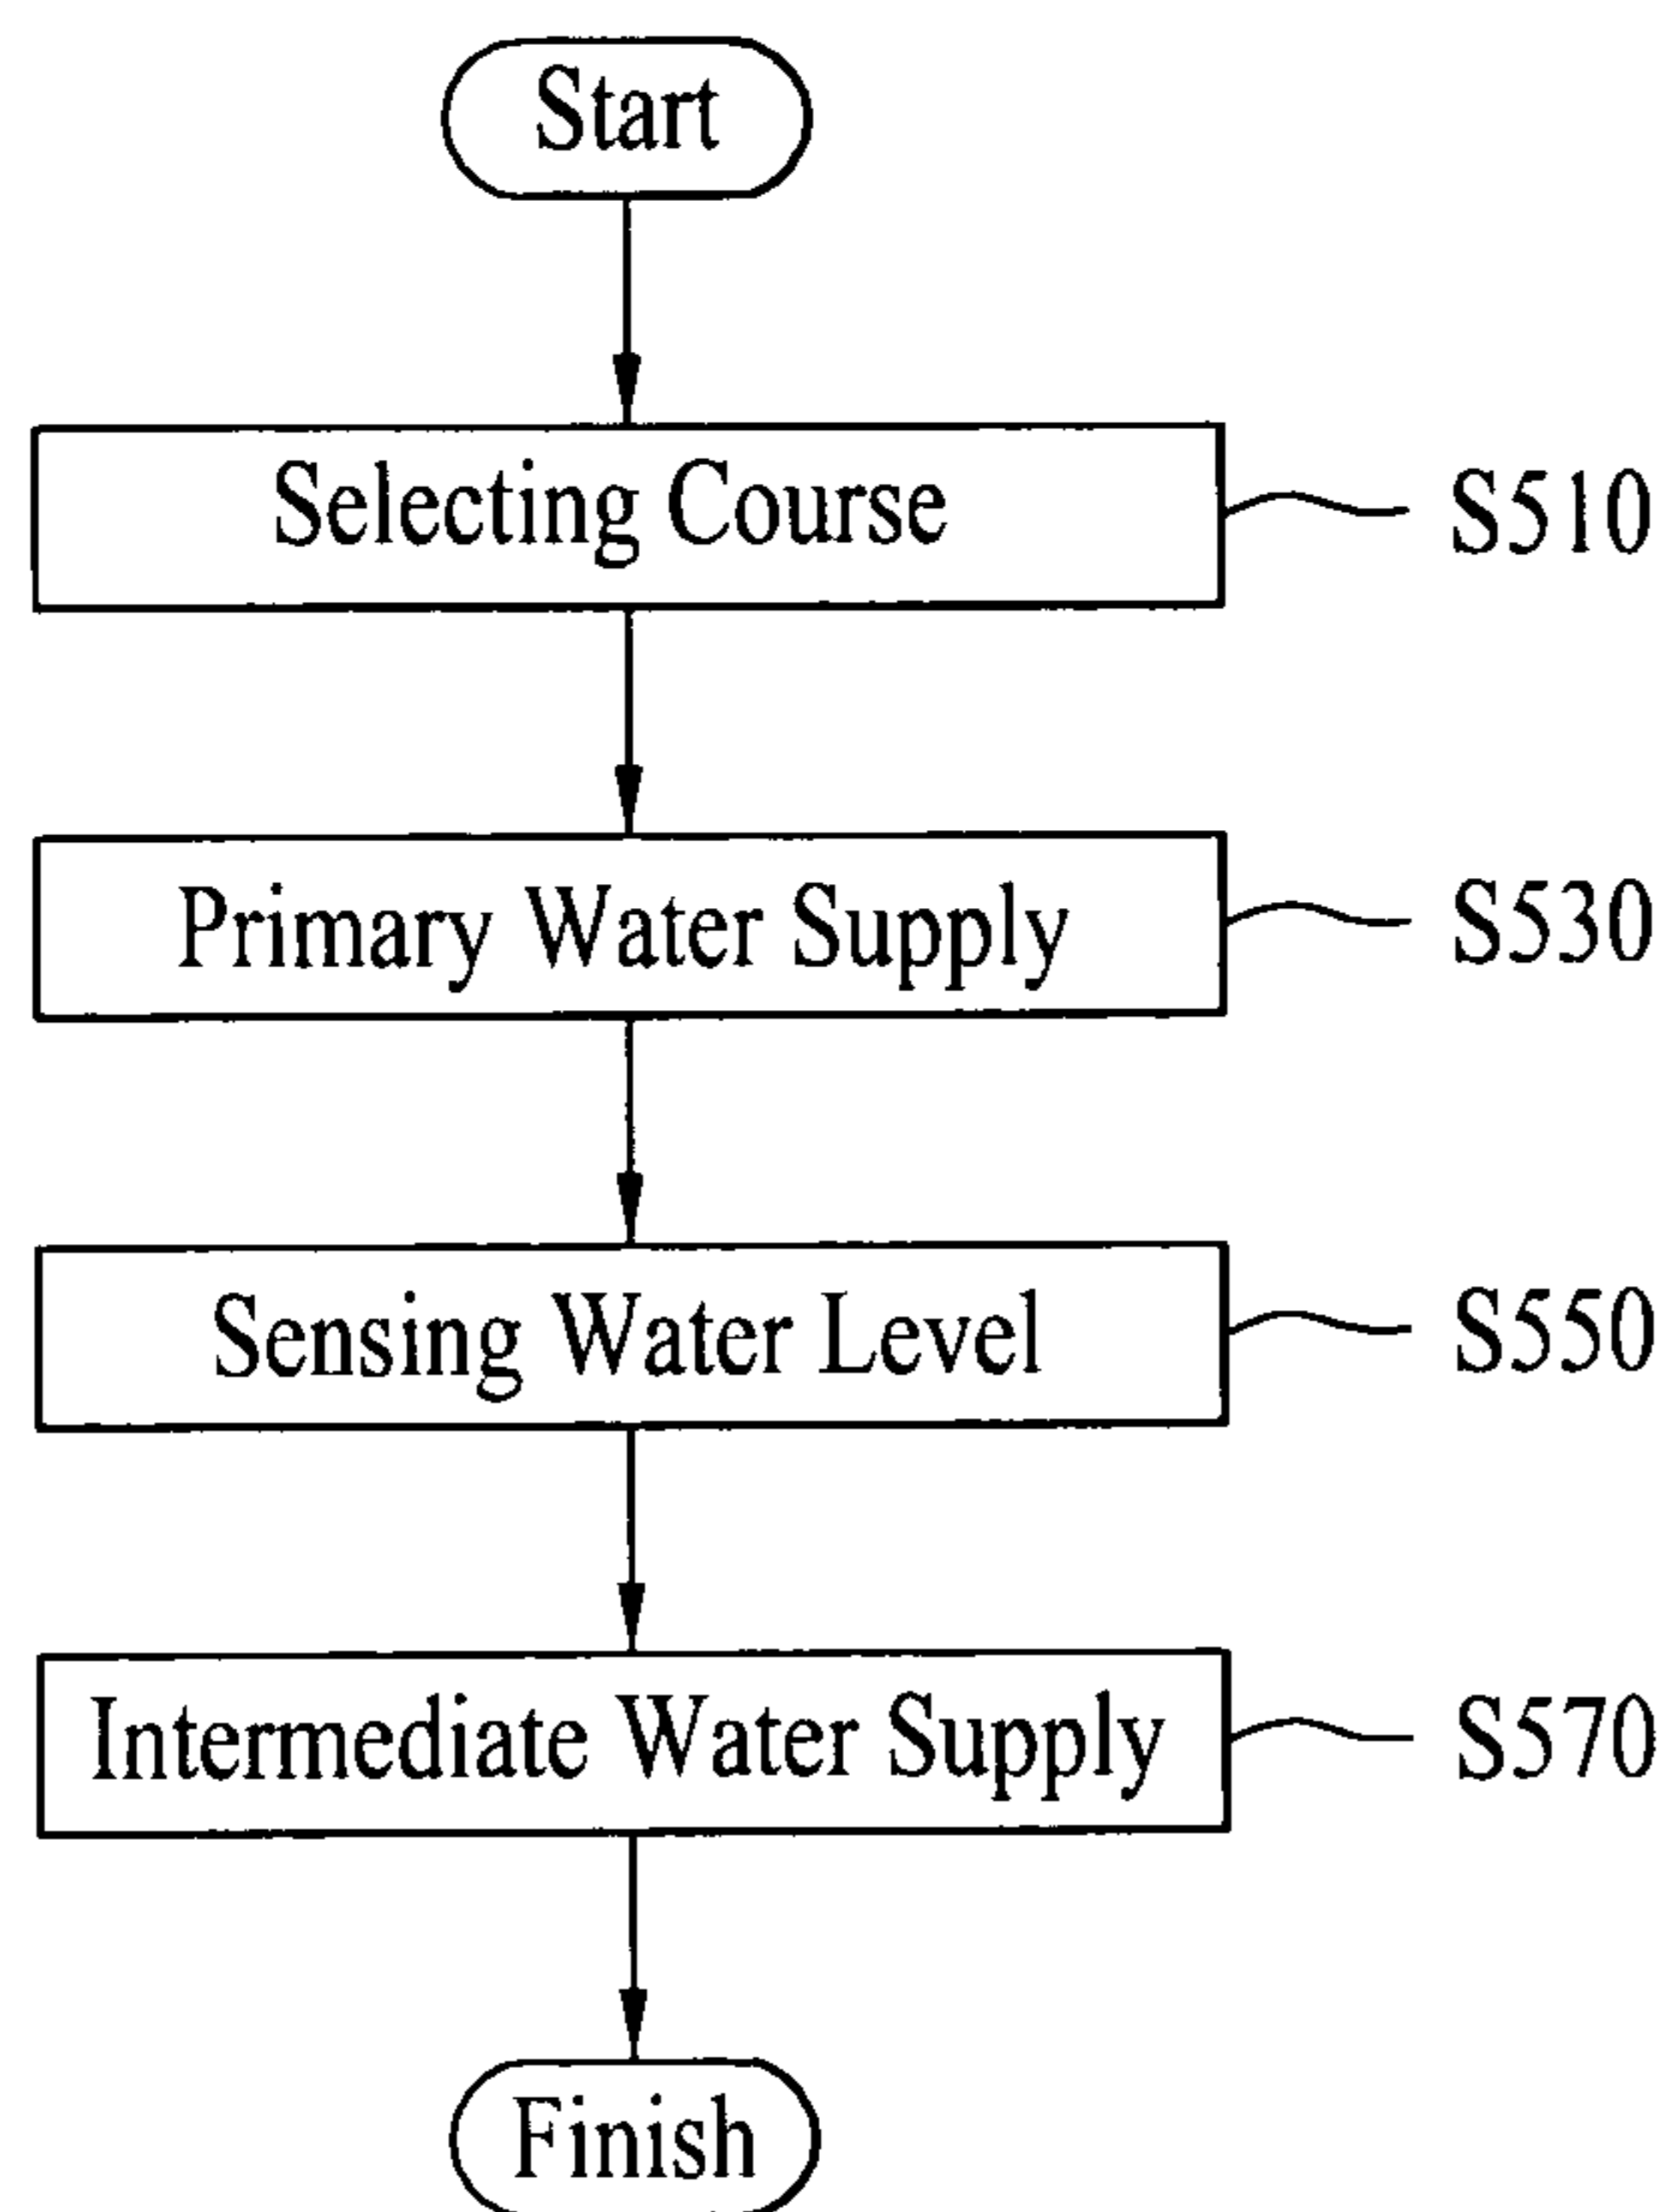 Start
Selecting Course S510
Primary Water Supply S530
Sensing Water Level S550
Intermediate Water Supply S570
Finish